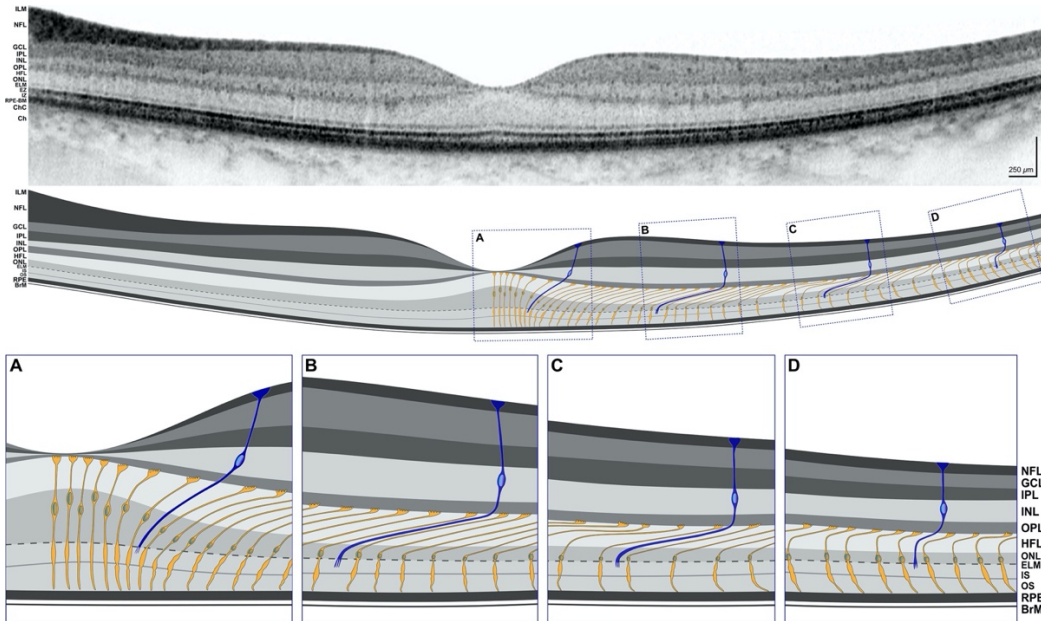 ILM
NFL
GCL
IPL
INL
OPL
HFL
ONL
ELM
EZ
IZ
RPE-BM
ChC
Ch
250 µm
ILM
NFL
GCL
IPL
INL
OPL
HFL
ONL
ELM
IS
OS
RPE
BrM
A
B
C
D
A
B
C
D
NFL
GCL
IPL
INL
OPL
HFL
ONL
ELM
IS
OS
RPE
BrM